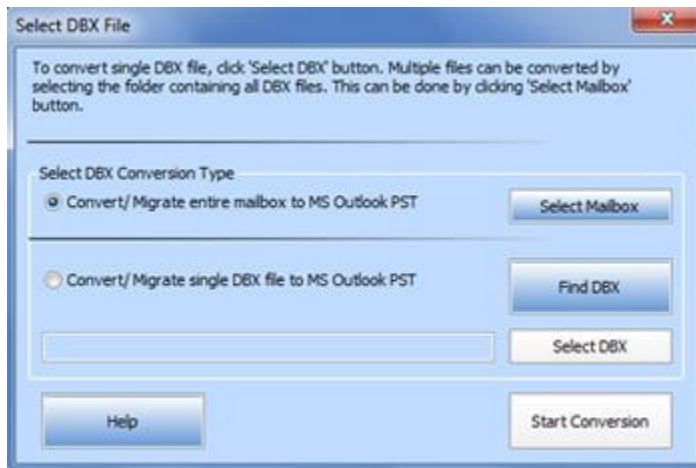 Select DBX File
To convert single DBX file, click 'Select DBX' button. Multiple files can be converted by
selecting the folder containing all DBX files. This can be done by clicking 'Select Mailbox'
button.
Select DBX Conversion Type
Convert/ Migrate entire mailbox to MS Outlook PST
Select Mailbox
Convert/ Migrate single DBX file to MS Outlook PST
Find DBX
Select DBX
Help
Start Conversion